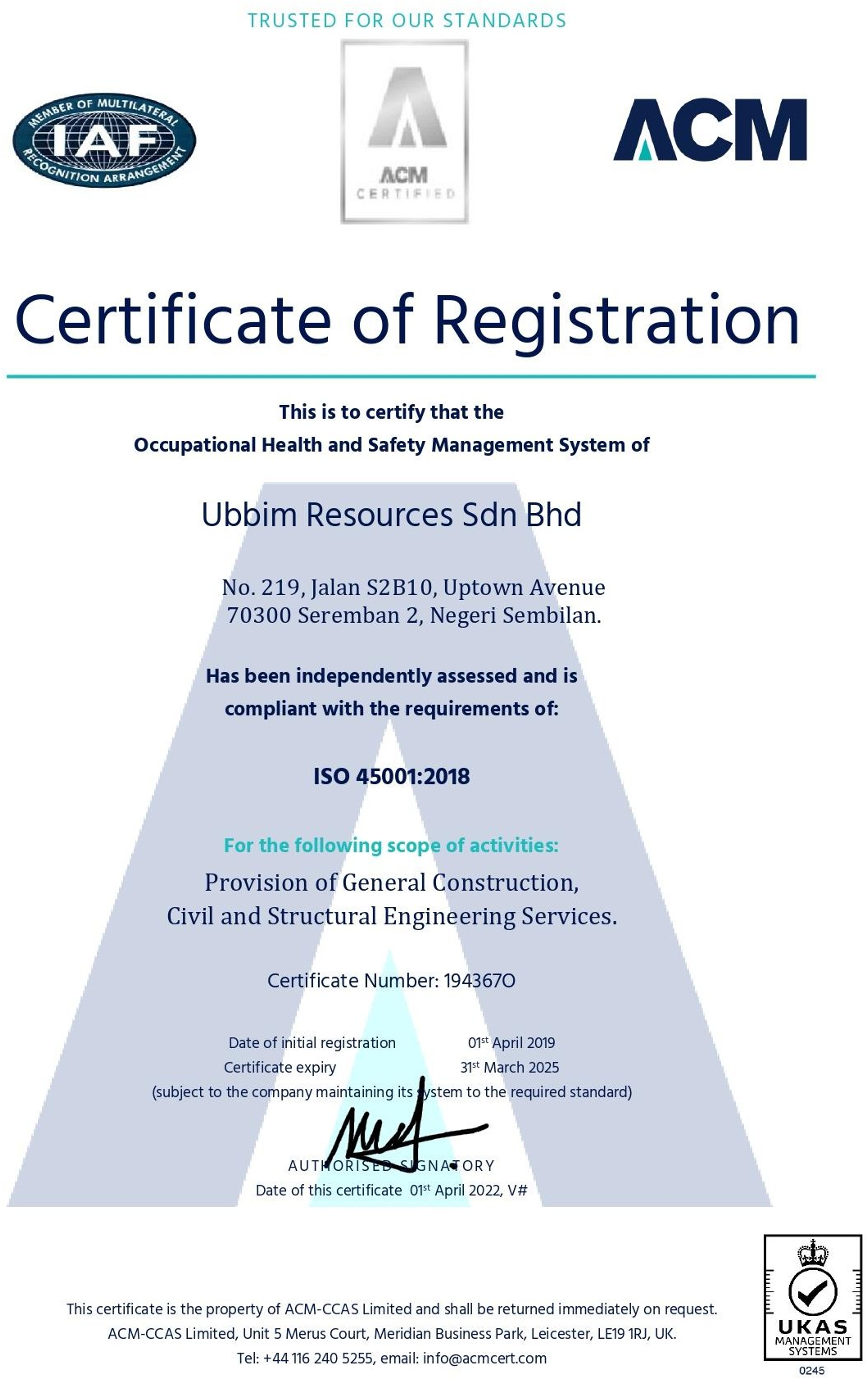 TRUSTED FOR OUR STANDARDS
MEMBER OF MULTILATERAL
IAF
RECOGNITION ARRANGEMENT
ACM
CERTIFIED
ACM
Certificate of Registration
This is to certify that the
Occupational Health and Safety Management System of
Ubbim Resources Sdn Bhd
No. 219, Jalan S2B10, Uptown Avenue
70300 Seremban 2, Negeri Sembilan.
Has been independently assessed and is
compliant with the requirements of:
ISO 45001:2018
For the following scope of activities:
Provision of General Construction,
Civil and Structural Engineering Services.
Certificate Number: 194367O
Date of initial registration 01st April 2019
Certificate expiry 31st March 2025
(subject to the company maintaining its system to the required standard)
AUTHORISED SIGNATORY
Date of this certificate 01st April 2022, V#
This certificate is the property of ACM-CCAS Limited and shall be returned immediately on request.
ACM-CCAS Limited, Unit 5 Merus Court, Meridian Business Park, Leicester, LE19 1RJ, UK.
Tel: +44 116 240 5255, email: info@acmcert.com
UKAS
MANAGEMENT
SYSTEMS
0245